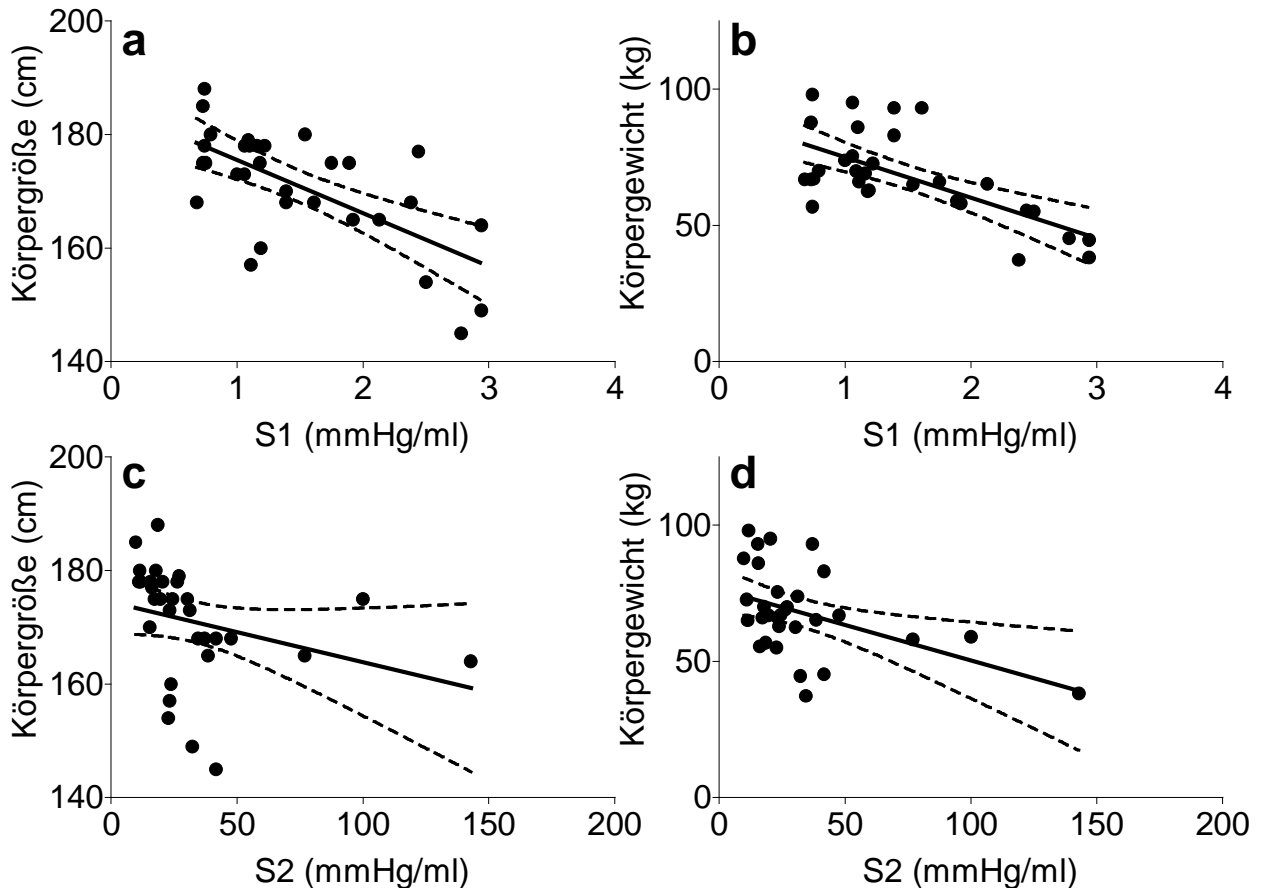 a
Körpergröße (cm)
200
180
160
140
0 1 2 3 4
S1 (mmHg/ml)
b
Körpergewicht (kg)
100
50
0
0 1 2 3 4
S1 (mmHg/ml)
c
Körpergröße (cm)
200
180
160
140
0 50 100 150 200
S2 (mmHg/ml)
d
Körpergewicht (kg)
100
50
0
0 50 100 150 200
S2 (mmHg/ml)